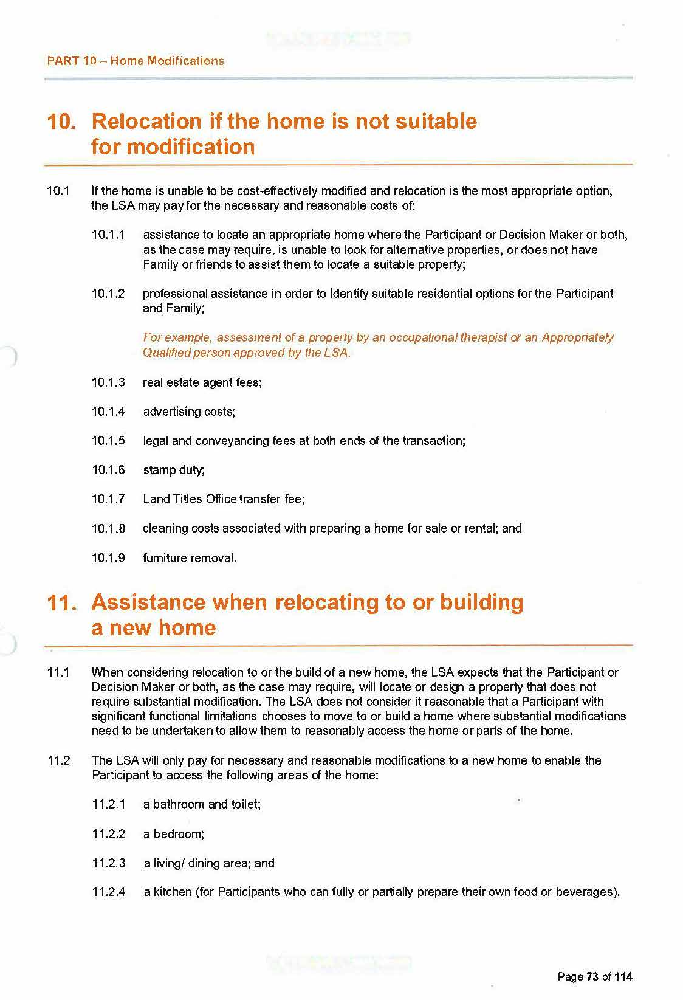 PART 10 – Home Modifications
10. Relocation if the home is not suitable
for modification
10.1 If the home is unable to be cost-effectively modified and relocation is the most appropriate option,
the LSA may pay for the necessary and reasonable costs of:
10.1.1 assistance to locate an appropriate home where the Participant or Decision Maker or both,
as the case may require, is unable to look for alternative properties, or does not have
Family or friends to assist them to locate a suitable property;
10.1.2 professional assistance in order to Identify suitable residential options for the Participant
and Family;
For example, assessment of a property by an occupational therapist or an Appropriately
Qualified person approved by the LSA.
10.1.3 real estate agent fees;
10.1.4 advertising costs;
10.1.5 legal and conveyancing fees at both ends of the transaction;
10.1.6 stamp duty;
10.1.7 Land Titles Office transfer fee;
10.1.8 cleaning costs associated with preparing a home for sale or rental; and
10.1.9 furniture removal.
11. Assistance when relocating to or building
a new home
11.1 When considering relocation to or the build of a new home, the LSA expects that the Participant or
Decision Maker or both, as the case may require, will locate or design a property that does not
require substantial modification. The LSA does not consider it reasonable that a Participant with
significant functional limitations chooses to move to or build a home where substantial modifications
need to be undertaken to allow them to reasonably access the home or parts of the home.
11.2 The LSA will only pay for necessary and reasonable modifications to a new home to enable the
Participant to access the following areas of the home:
11.2.1 a bathroom and toilet;
11.2.2 a bedroom;
11.2.3 a living/ dining area; and
11.2.4 a kitchen (for Participants who can fully or partially prepare their own food or beverages).
Page 73 of 114